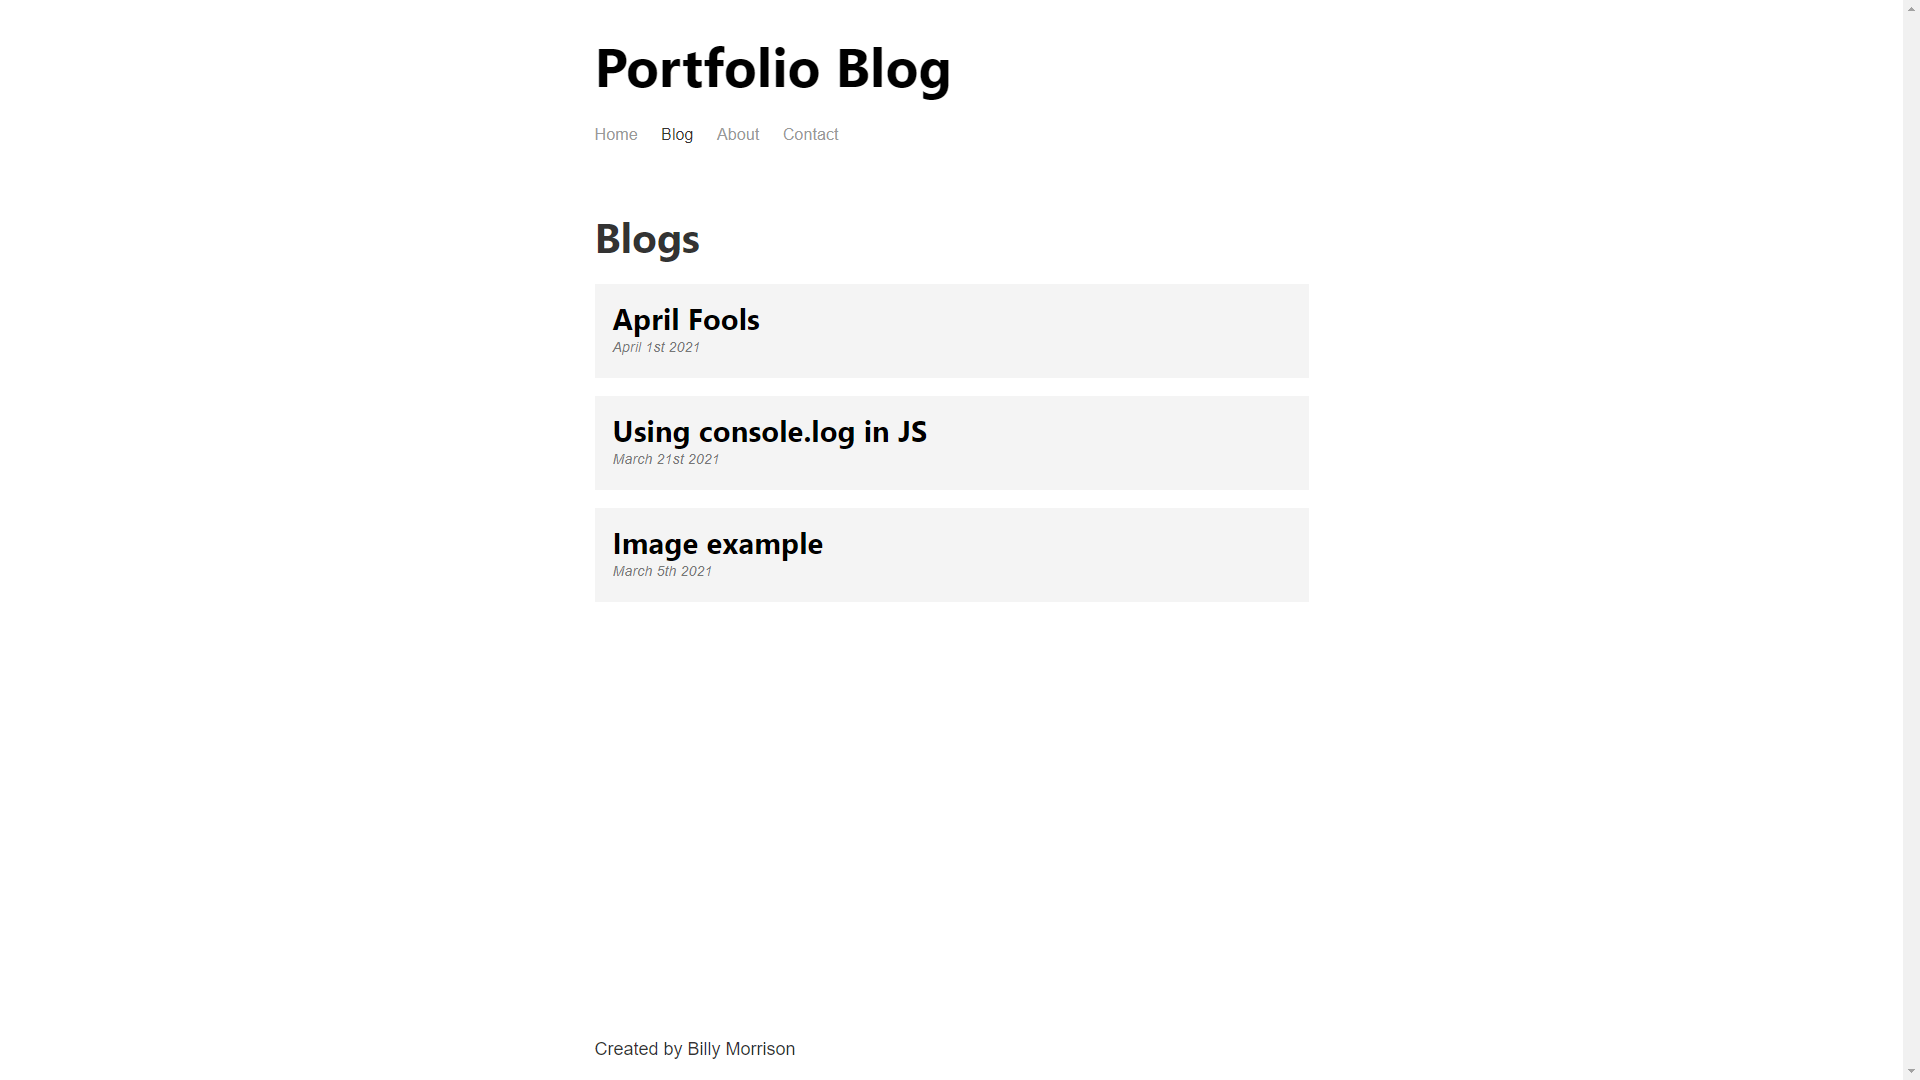 Portfolio Blog
Home Blog About Contact
Blogs
April Fools
April 1st 2021
Using console.log in JS
March 21st 2021
Image example
March 5th 2021
Created by Billy Morrison